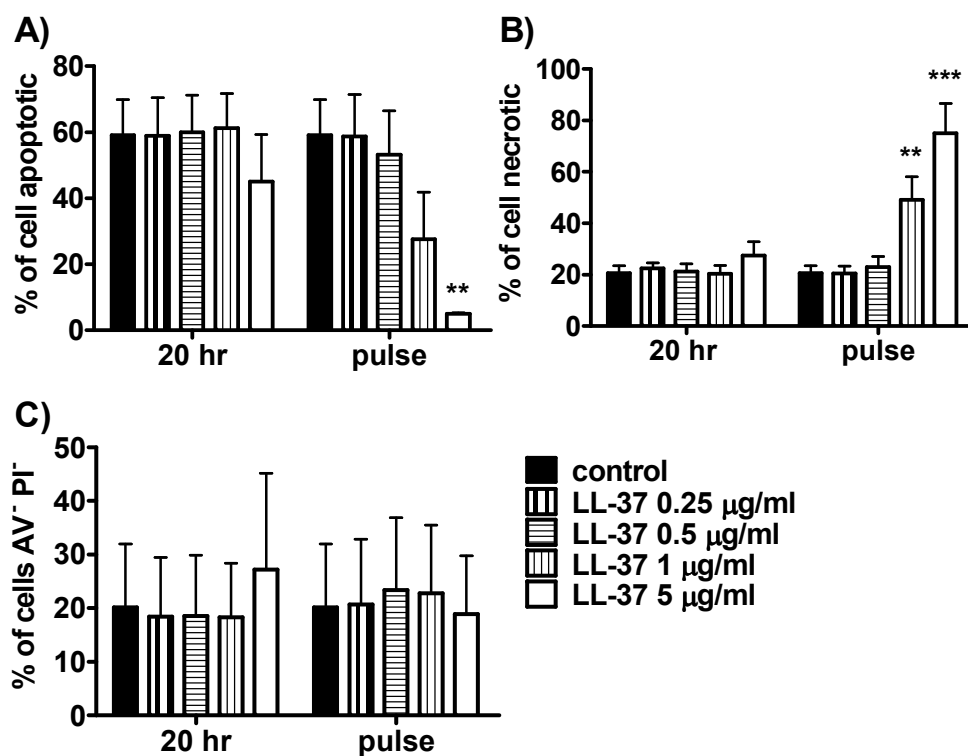 A)
% of cell apoptotic
80
60
40
20
0
**
20 hr
pulse
B)
% of cell necrotic
100
80
60
40
20
0
**
***
20 hr
pulse
C)
% of cells AV⁻ PI⁻
50
40
30
20
10
0
20 hr
pulse
control
LL-37 0.25 µg/ml
LL-37 0.5 µg/ml
LL-37 1 µg/ml
LL-37 5 µg/ml